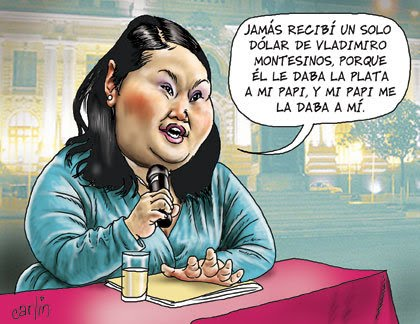 JAMÁS RECIBÍ UN SOLO
DÓLAR DE VLADIMIRO
MONTESINOS, PORQUE
ÉL LE DABA LA PLATA
A MI PAPI, Y MI PAPI ME
LA DABA A MÍ.
carlin